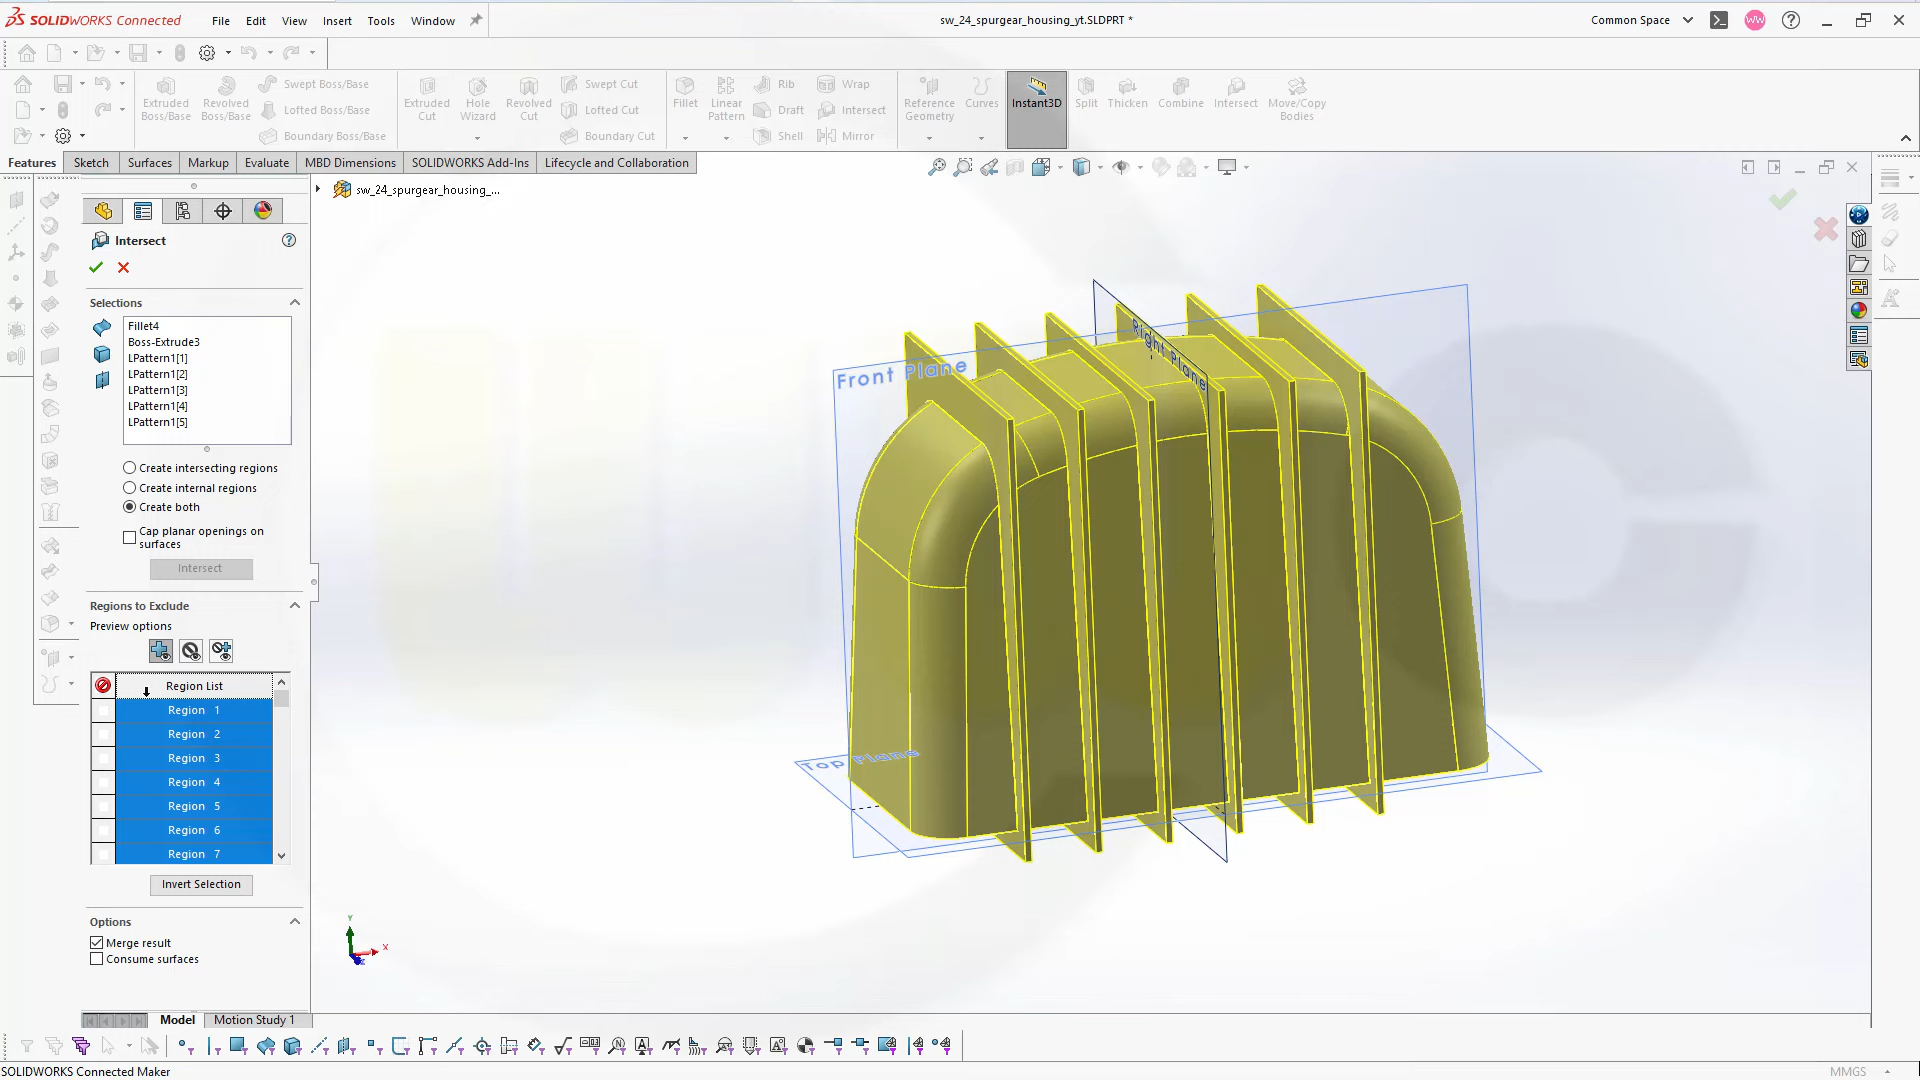 SOLIDWORKS Connected File Edit View Insert Tools Window sw_24_spurgear_housing_yt.SLDPRT * Common Space WW
Extruded Boss/Base
Revolved Boss/Base
Swept Boss/Base
Lofted Boss/Base
Boundary Boss/Base
Extruded Cut
Hole Wizard
Revolved Cut
Swept Cut
Lofted Cut
Boundary Cut
Fillet
Linear Pattern
Rib
Draft
Shell
Wrap
Intersect
Mirror
Reference Geometry
Curves
Instant3D
Split
Thicken
Combine
Intersect
Move/Copy Bodies
Features Sketch Surfaces Markup Evaluate MBD Dimensions SOLIDWORKS Add-Ins Lifecycle and Collaboration
sw_24_spurgear_housing_...
Intersect
Selections
Fillet4
Boss-Extrude3
LPattern1[1]
LPattern1[2]
LPattern1[3]
LPattern1[4]
LPattern1[5]
Create intersecting regions
Create internal regions
Create both
Cap planar openings on
surfaces
Intersect
Regions to Exclude
Preview options
Region List
Region 1
Region 2
Region 3
Region 4
Region 5
Region 6
Region 7
Invert Selection
Options
Merge result
Consume surfaces
Front Plane
Right Plane
Top Plane
Y
X
Model Motion Study 1
SOLIDWORKS Connected Maker MMGS